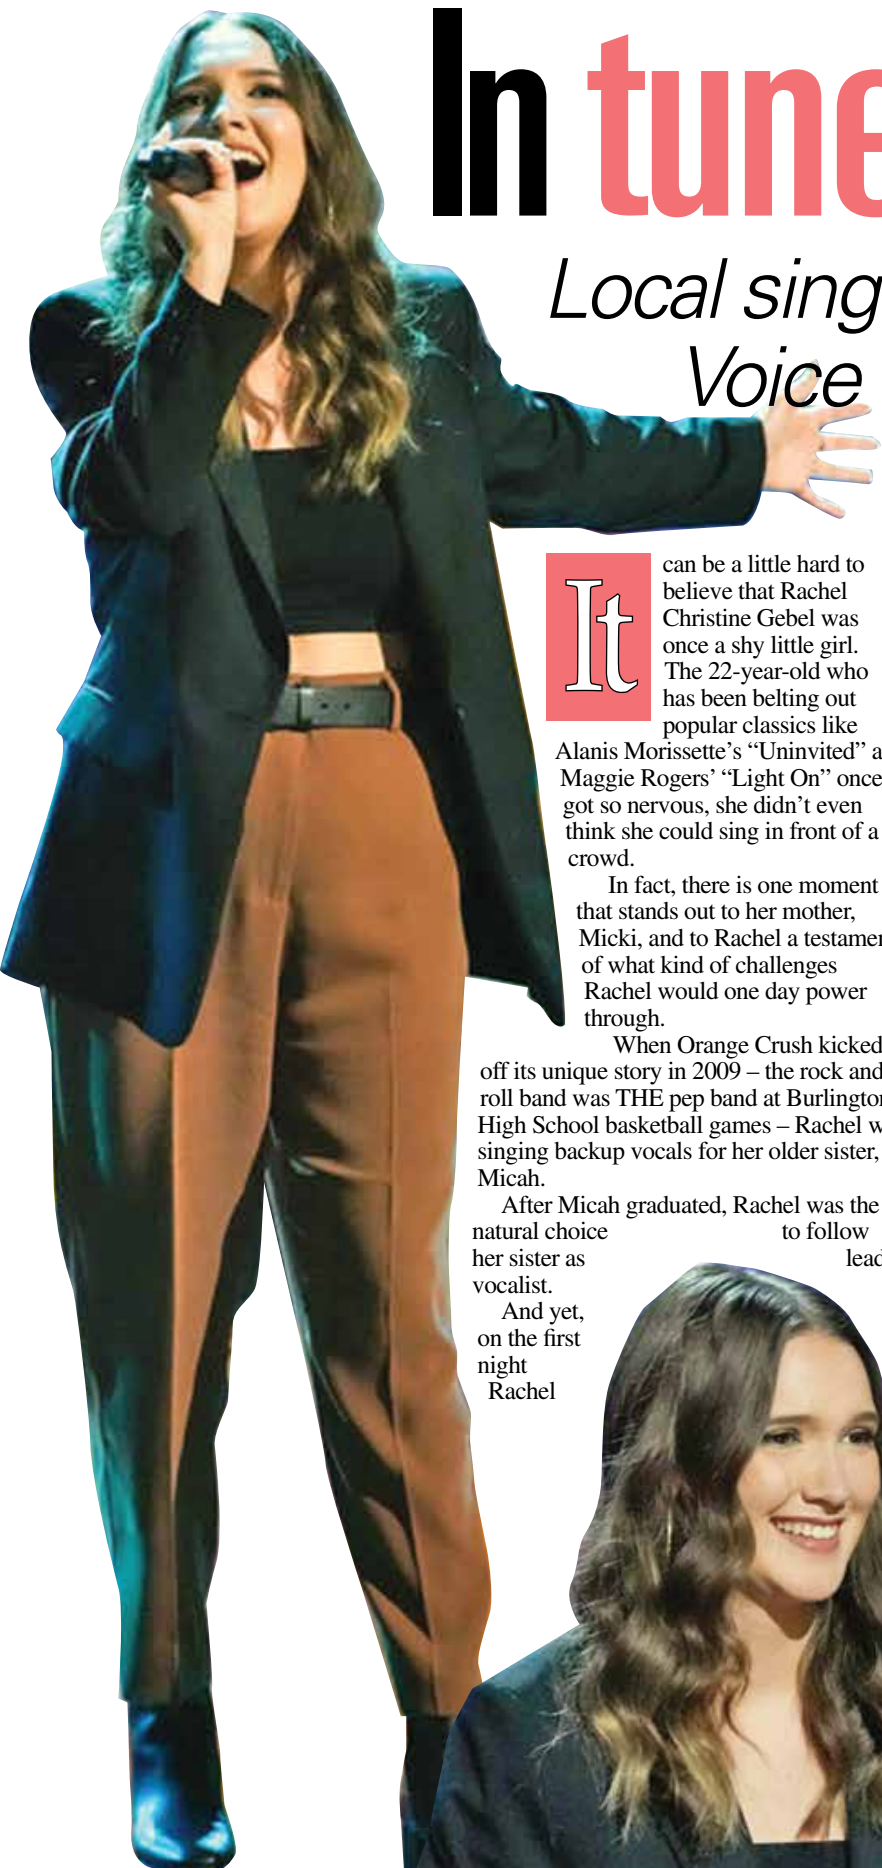 In tune
Local sing
Voice
It
can be a little hard to
believe that Rachel
Christine Gebel was
once a shy little girl.
The 22-year-old who
has been belting out
popular classics like
Alanis Morissette’s “Uninvited” a
Maggie Rogers’ “Light On” once
got so nervous, she didn’t even
think she could sing in front of a
crowd.
In fact, there is one moment
that stands out to her mother,
Micki, and to Rachel a testamen
of what kind of challenges
Rachel would one day power
through.
When Orange Crush kicked
off its unique story in 2009 – the rock and
roll band was THE pep band at Burlington
High School basketball games – Rachel w
singing backup vocals for her older sister,
Micah.
After Micah graduated, Rachel was the
natural choice to follow
her sister as lead
vocalist.
And yet,
on the first
night
Rachel